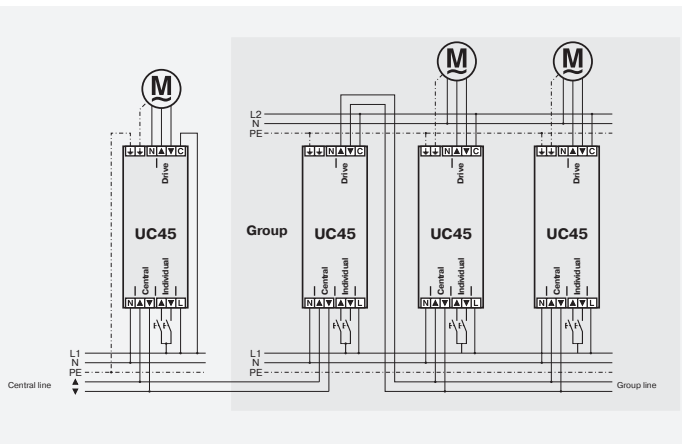 M
M
M
L2
N
PE
N ▲ ▼ C
N ▲ ▼ C
N ▲ ▼ C
N ▲ ▼ C
Drive
Drive
Drive
Drive
UC45
Group
UC45
UC45
UC45
Central
Individual
Central
Individual
Central
Individual
Central
Individual
N ▲ ▼ ▲ ▼ L
N ▲ ▼ ▲ ▼ L
N ▲ ▼ ▲ ▼ L
N ▲ ▼ ▲ ▼ L
L1
N
PE
L1
N
PE
Central line
▲
▼
Group line